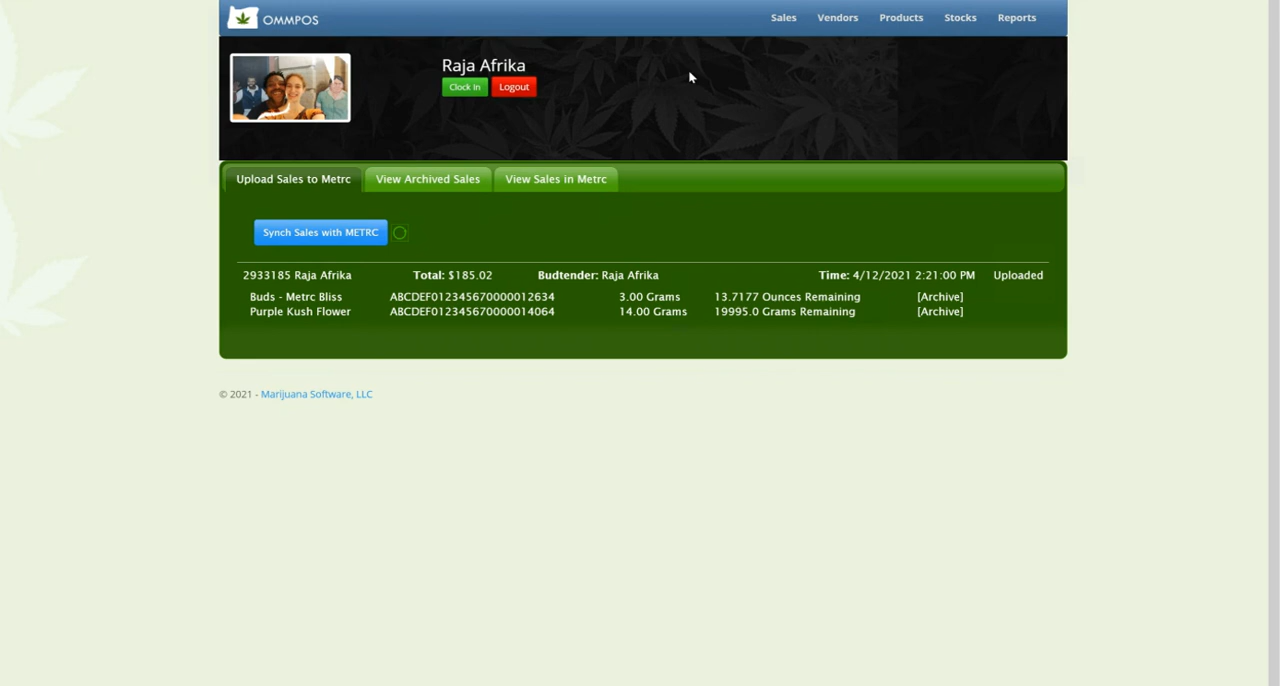 OMMPOS
Sales Vendors Products Stocks Reports
Raja Afrika
Clock In Logout
Upload Sales to Metrc View Archived Sales View Sales in Metrc
Synch Sales with METRC
2933185 Raja Afrika Total: $185.02 Budtender: Raja Afrika Time: 4/12/2021 2:21:00 PM Uploaded
Buds - Metrc Bliss ABCDEF012345670000012634 3.00 Grams 13.7177 Ounces Remaining [Archive]
Purple Kush Flower ABCDEF012345670000014064 14.00 Grams 19995.0 Grams Remaining [Archive]
© 2021 - Marijuana Software, LLC